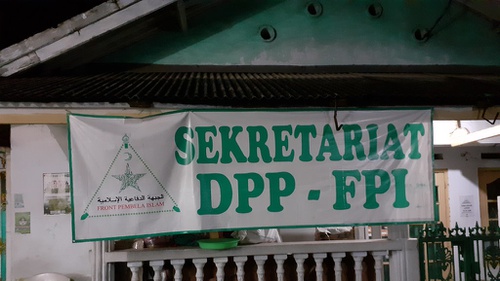 الجبهة الدفاعية الإسلامية
FRONT PEMBELA ISLAM
SEKRETARIAT
DPP - FPI